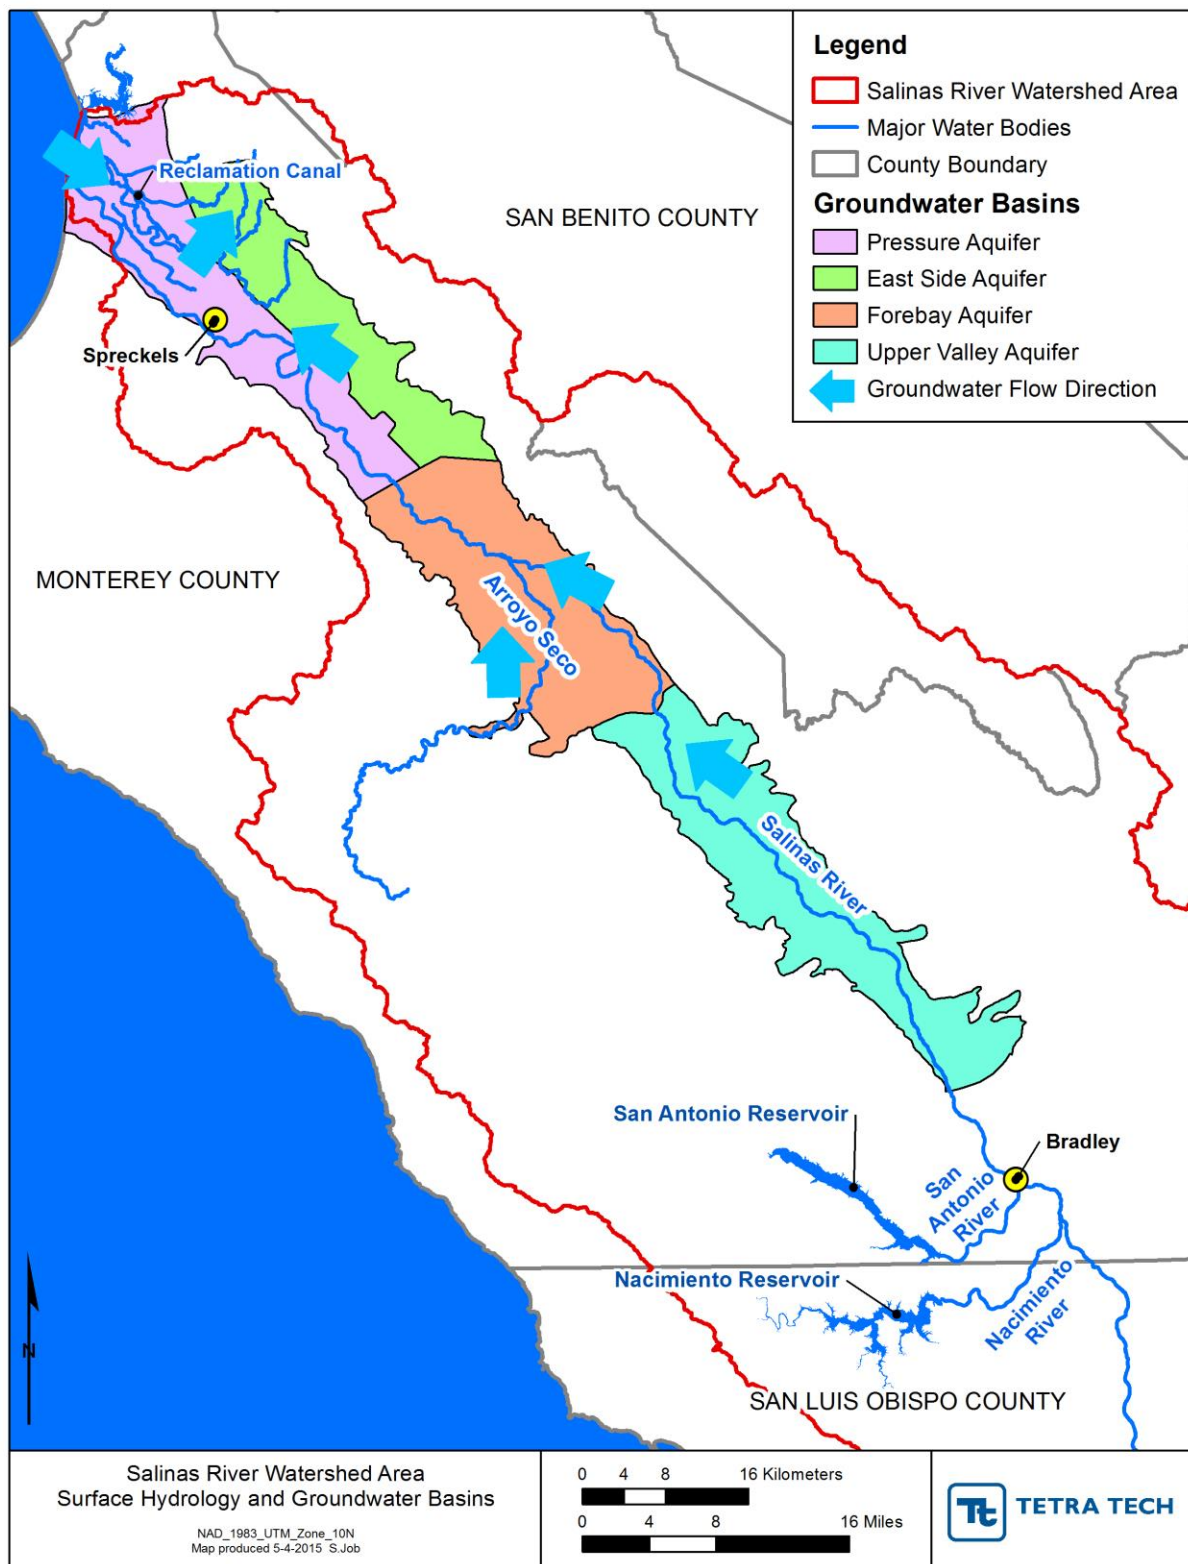 Legend
Salinas River Watershed Area
Major Water Bodies
County Boundary
Groundwater Basins
Pressure Aquifer
East Side Aquifer
Forebay Aquifer
Upper Valley Aquifer
Groundwater Flow Direction
Reclamation Canal
SAN BENITO COUNTY
Spreckels
MONTEREY COUNTY
Arroyo Seco
Salinas River
San Antonio Reservoir
Bradley
San
Antonio
River
Nacimiento Reservoir
Nacimiento
River
SAN LUIS OBISPO COUNTY
N
Salinas River Watershed Area
Surface Hydrology and Groundwater Basins
NAD_1983_UTM_Zone_10N
Map produced 5-4-2015 S.Job
0 4 8 16 Kilometers
0 4 8 16 Miles
Tt TETRA TECH